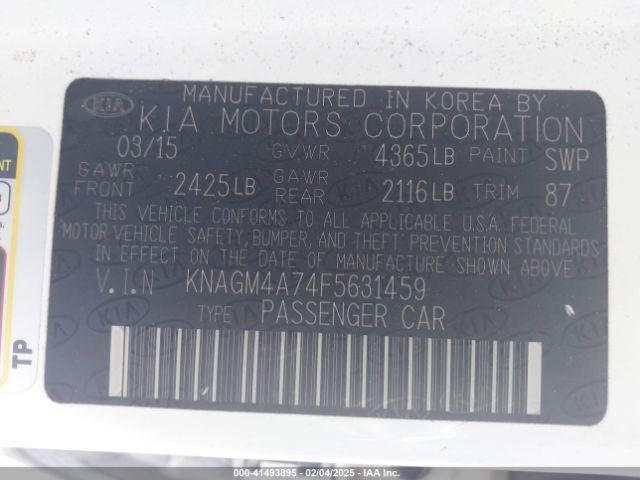 MANUFACTURED IN KOREA BY
KIA
KIA MOTORS CORPORATION
03/15 GVWR 4365LB PAINT SWP
GAWR FRONT 2425LB GAWR REAR 2116LB TRIM 87
THIS VEHICLE CONFORMS TO ALL APPLICABLE U.S.A. FEDERAL
MOTOR VEHICLE SAFETY, BUMPER, AND THEFT PREVENTION STANDARDS
IN EFFECT ON THE DATE OF MANUFACTURE SHOWN ABOVE
V.I.N KNAGM4A74F5631459
TYPE PASSENGER CAR
TP
OWNER: -- 41493895 02/04/2025 IAA, Inc.